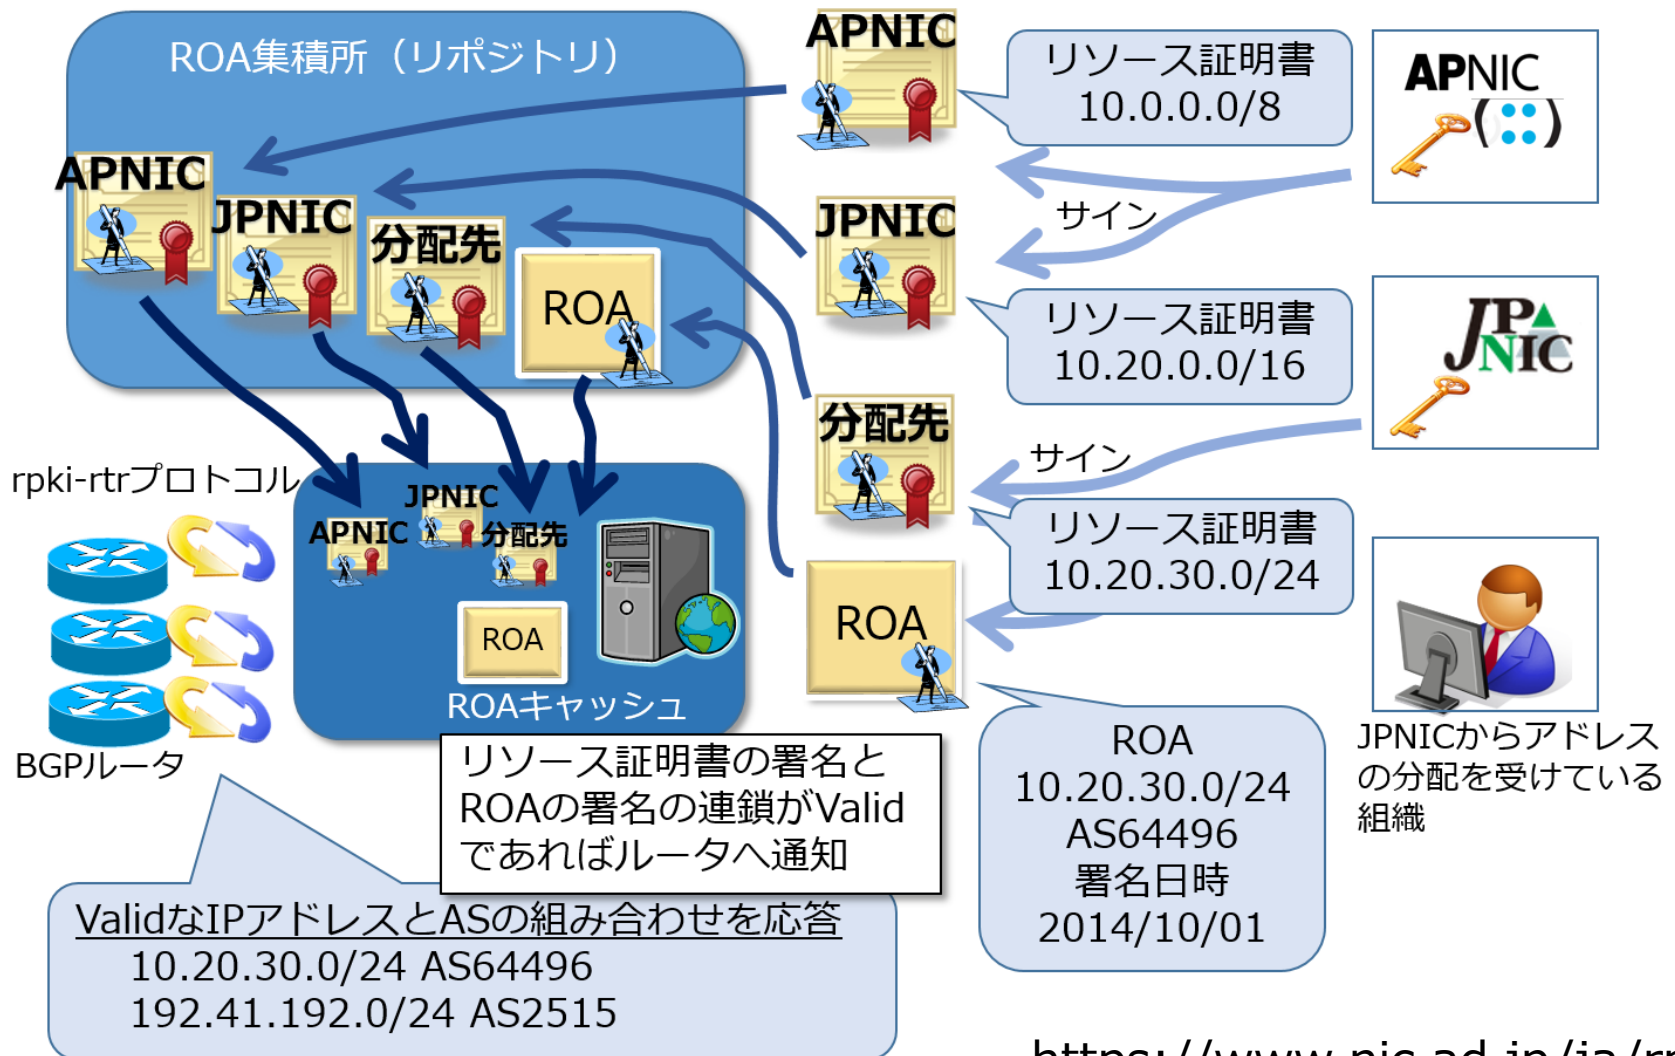 ROA集積所（リポジトリ）
APNIC
JPNIC
分配先
ROA
APNIC
リソース証明書
10.0.0.0/8
APNIC
サイン
JPNIC
リソース証明書
10.20.0.0/16
JPNIC
分配先
サイン
リソース証明書
10.20.30.0/24
ROA
ROA
10.20.30.0/24
AS64496
署名日時
2014/10/01
JPNICからアドレス
の分配を受けている
組織
rpki-rtrプロトコル
BGPルータ
APNIC
JPNIC
分配先
ROA
ROAキャッシュ
リソース証明書の署名と
ROAの署名の連鎖がValid
であればルータへ通知
ValidなIPアドレスとASの組み合わせを応答
10.20.30.0/24 AS64496
192.41.192.0/24 AS2515